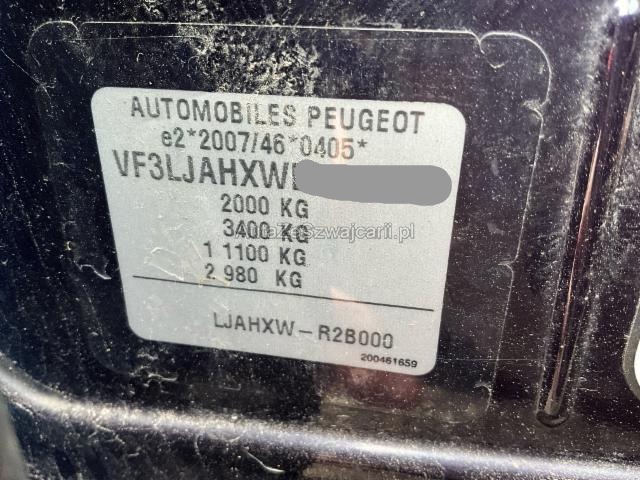 AUTOMOBILES PEUGEOT
e2*2007/46*0405*
VF3LJAHXW
2000 KG
3400 KG
1 1100 KG
2 980 KG
LJAHXW-R2B000
200461659